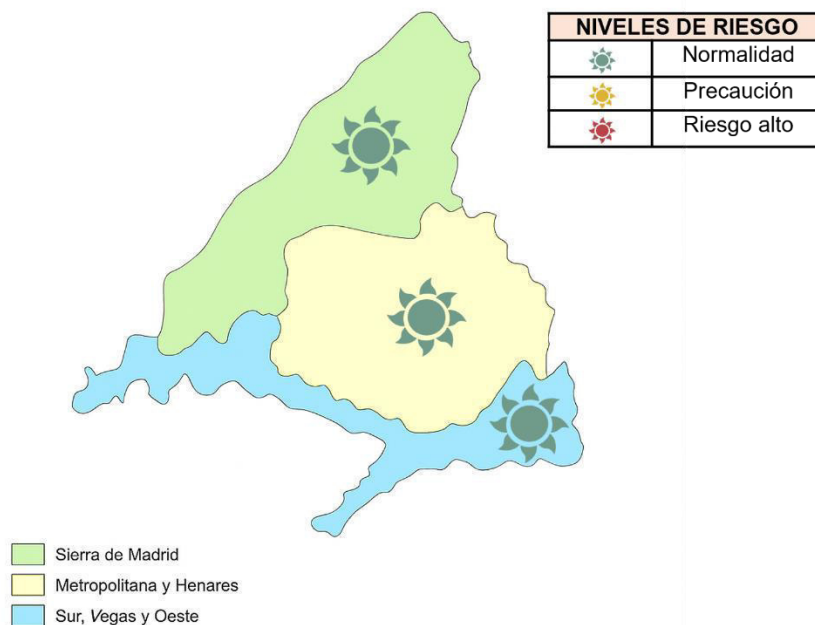 NIVELES DE RIESGO
Normalidad
Precaución
Riesgo alto
Sierra de Madrid
Metropolitana y Henares
Sur, Vegas y Oeste